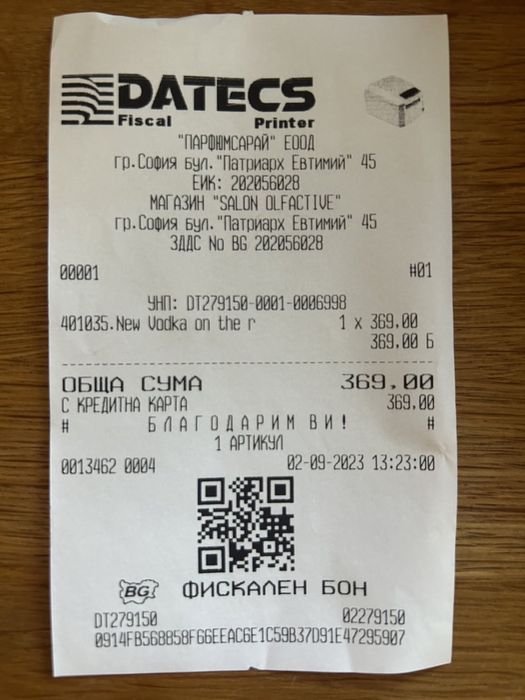 DATECS
Fiscal Printer
"ПАРФЮМСАРАЙ" ЕООД
гр.София бул."Патриарх Евтимий" 45
ЕИК: 202056028
МАГАЗИН "SALON OLFACTIVE"
гр.София бул."Патриарх Евтимий" 45
ЗДДС No BG 202056028
00001 #01
УНП: DT279150-0001-0006998
401035.New Vodka on the r 1 x 369.00
369.00 Б
ОБЩА СУМА 369.00
С КРЕДИТНА КАРТА 369.00
# БЛАГОДАРИМ ВИ! #
1 АРТИКУЛ
0013462 0004 02-09-2023 13:23:00
BG ФИСКАЛЕН БОН
DT279150 02279150
0914FB568858F66EEAC6E1C59B37D91E47295907